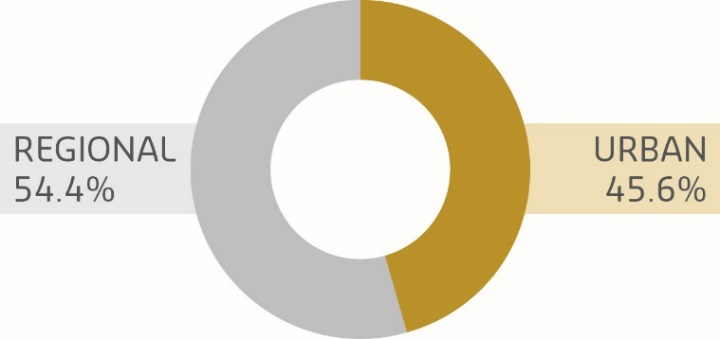 REGIONAL
54.4%
URBAN
45.6%